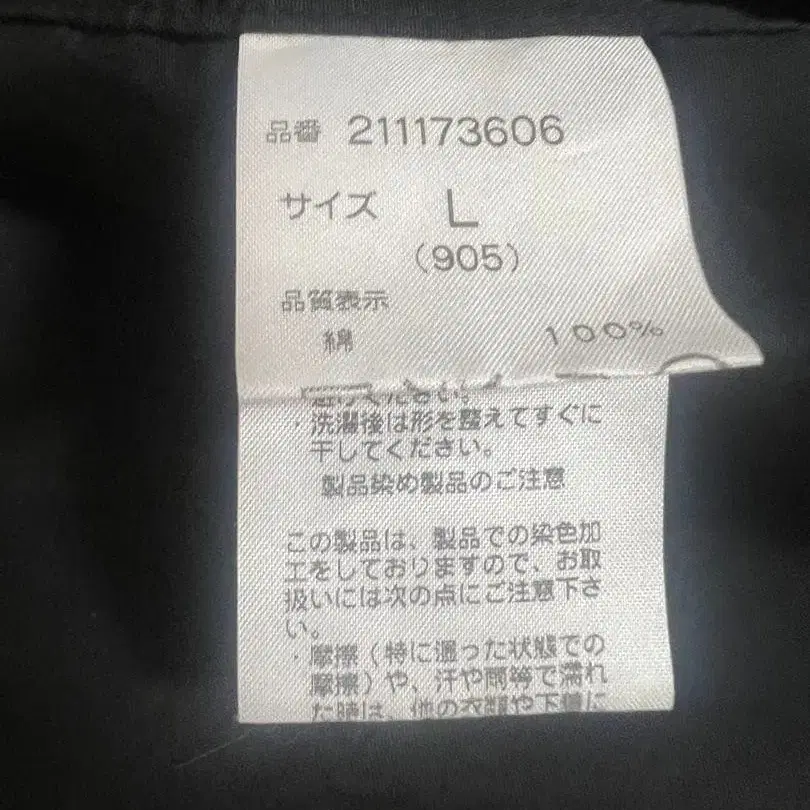 品番 211173606
サイズ L
(905)
品質表示
綿 100%
ください。
・洗濯後は形を整えてすぐに
干してください。
製品染め製品のご注意
この製品は、製品での染色加
工をしておりますので、お取
扱いには次の点にご注意下さ
い。
・摩擦(特に湿った状態での
摩擦)や、汗や雨等で濡れ
た時は、他の衣類や下着に